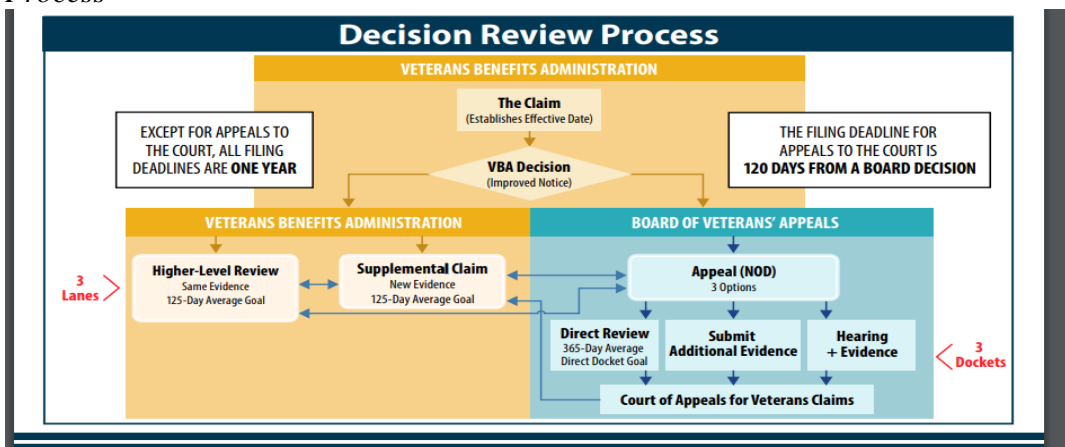 Process
Decision Review Process
VETERANS BENEFITS ADMINISTRATION
The Claim
(Establishes Effective Date)
EXCEPT FOR APPEALS TO
THE COURT, ALL FILING
DEADLINES ARE ONE YEAR
THE FILING DEADLINE FOR
APPEALS TO THE COURT IS
120 DAYS FROM A BOARD DECISION
VBA Decision
(Improved Notice)
VETERANS BENEFITS ADMINISTRATION
BOARD OF VETERANS' APPEALS
3
Lanes
Higher-Level Review
Same Evidence
125-Day Average Goal
Supplemental Claim
New Evidence
125-Day Average Goal
Appeal (NOD)
3 Options
Direct Review
365-Day Average
Direct Docket Goal
Submit
Additional Evidence
Hearing
+ Evidence
3
Dockets
Court of Appeals for Veterans Claims